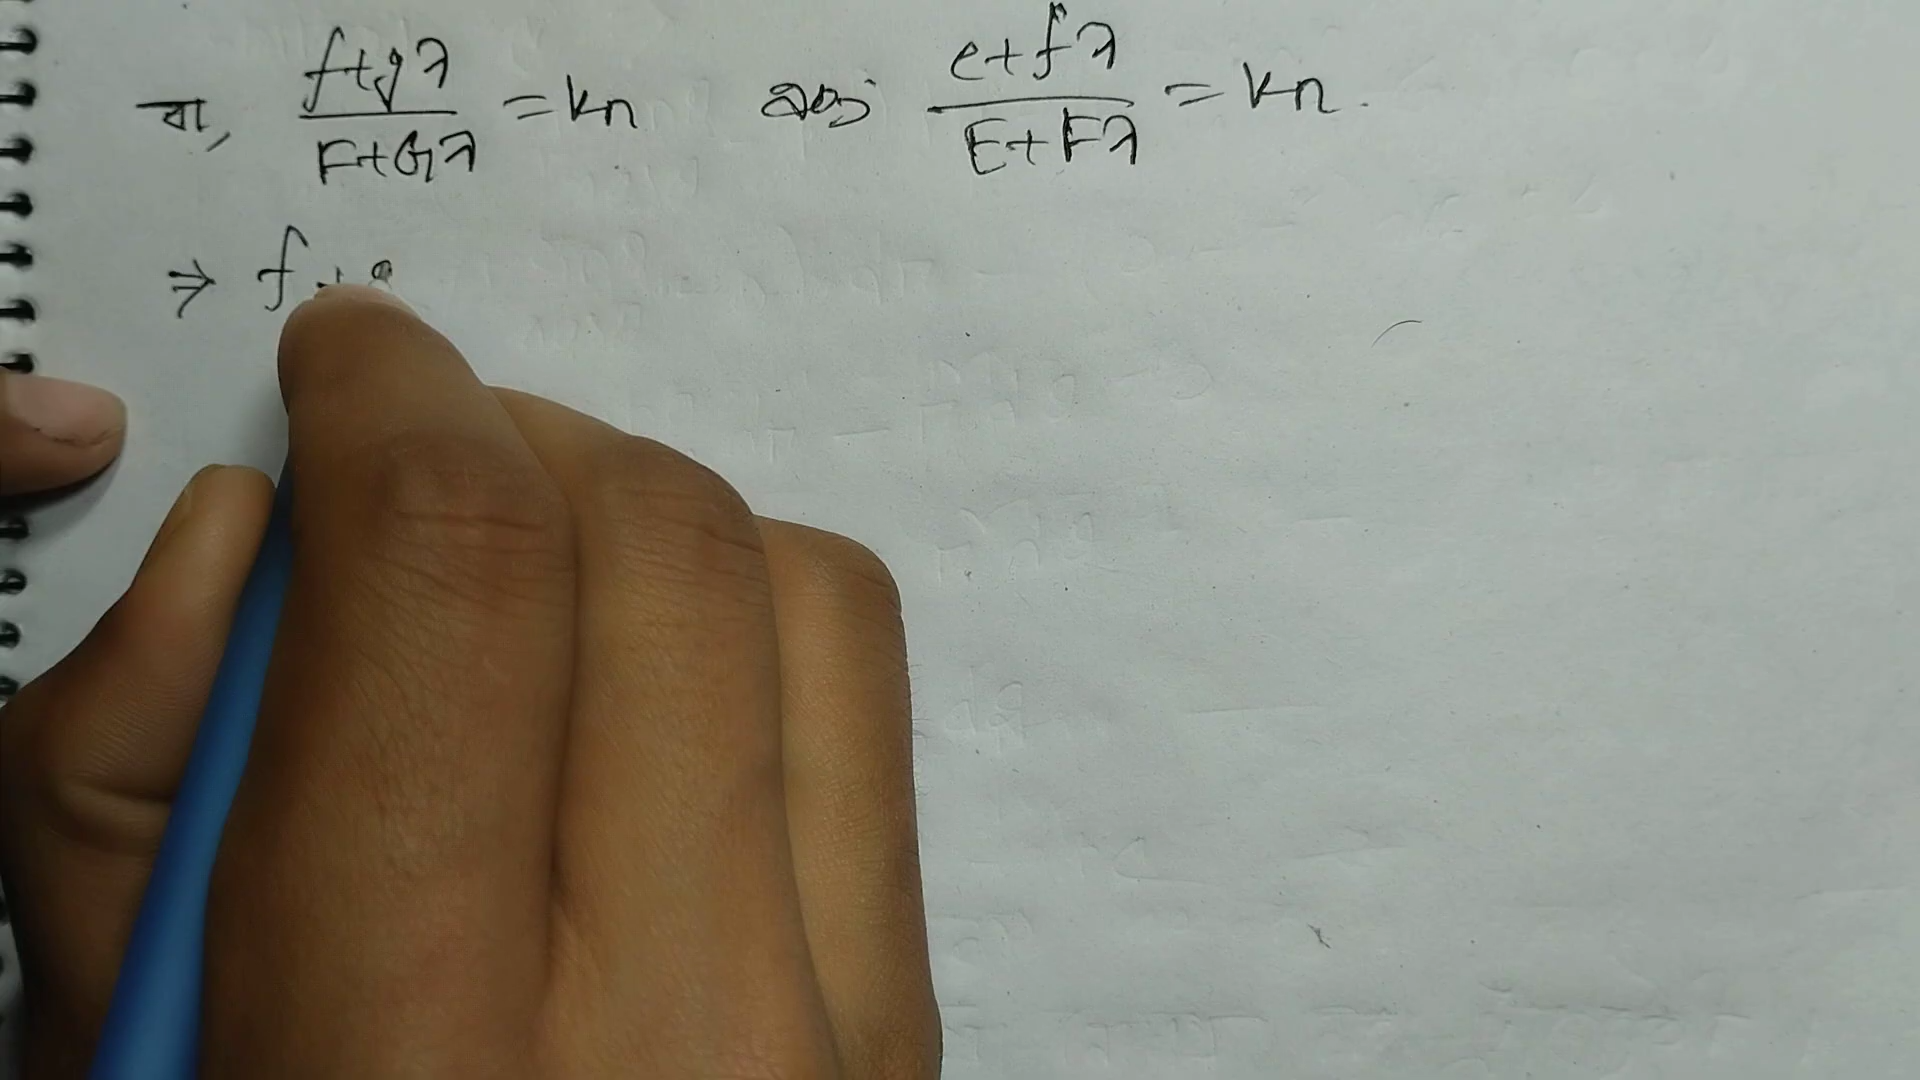 বা, (f+gλ)/(F+Gλ) = kn এবং (e+fλ)/(E+Fλ) = kn.
⇒ f+g